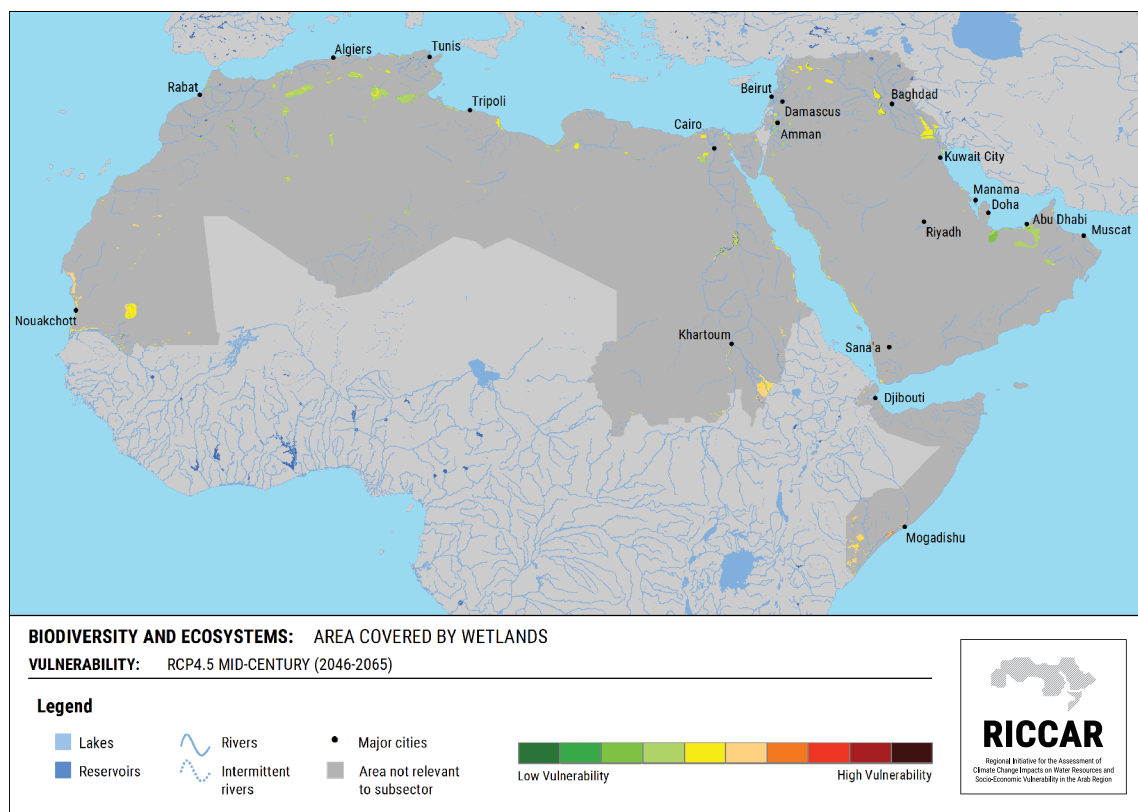 Algiers
Tunis
Rabat
Tripoli
Beirut
Baghdad
Damascus
Cairo
Amman
Kuwait City
Manama
Doha
Abu Dhabi
Riyadh
Muscat
Nouakchott
Khartoum
Sana'a
Djibouti
Mogadishu
BIODIVERSITY AND ECOSYSTEMS: AREA COVERED BY WETLANDS
VULNERABILITY: RCP4.5 MID-CENTURY (2046-2065)
Legend
Lakes
Rivers
Major cities
Reservoirs
Intermittent
rivers
Area not relevant
to subsector
Low Vulnerability
High Vulnerability
RICCAR
Regional Initiative for the Assessment of
Climate Change Impacts on Water Resources and
Socio-Economic Vulnerability in the Arab Region